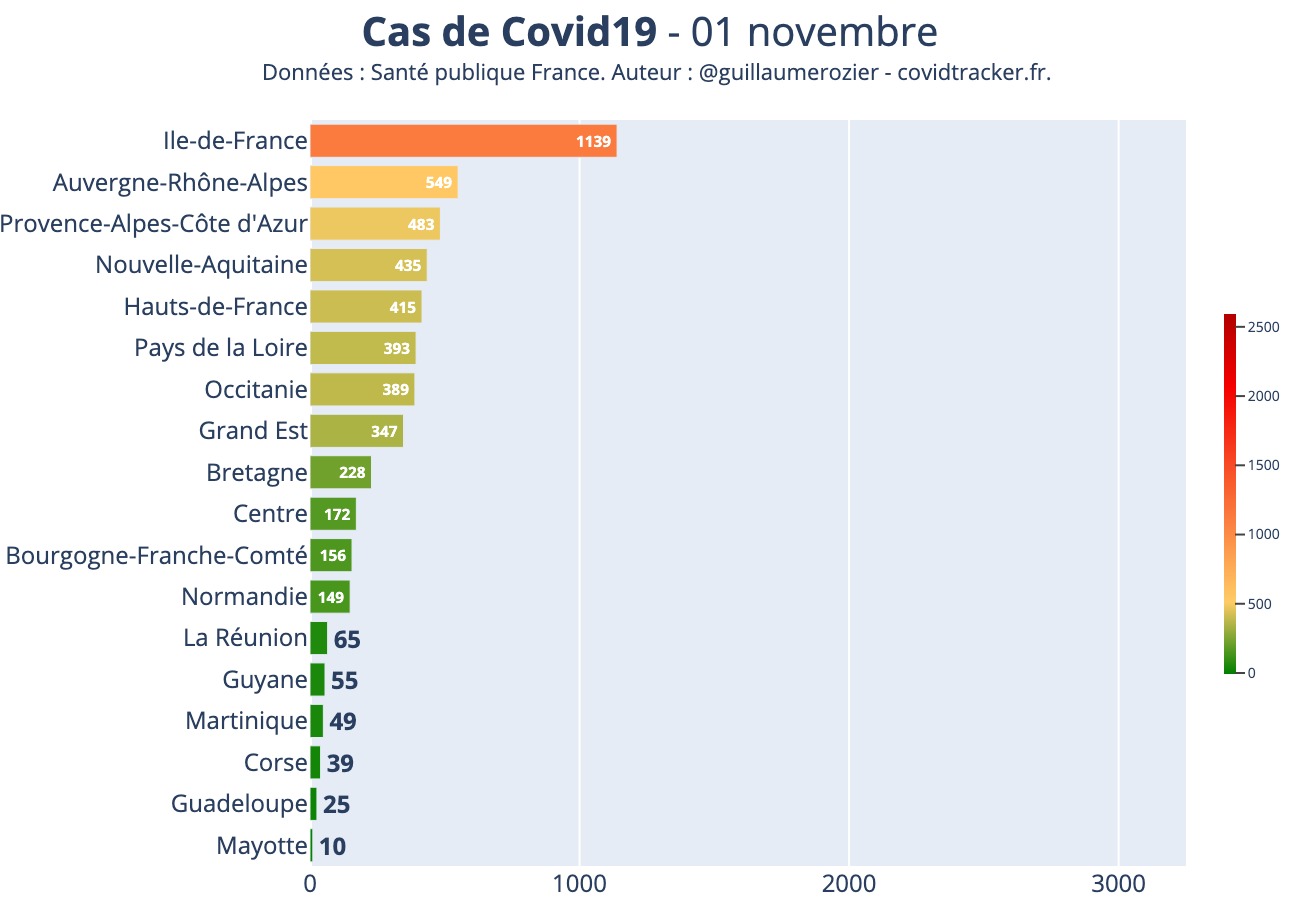 Cas de Covid19 - 01 novembre
Données : Santé publique France. Auteur : @guillaumerozier - covidtracker.fr.
Ile-de-France 1139
Auvergne-Rhône-Alpes 549
Provence-Alpes-Côte d'Azur 483
Nouvelle-Aquitaine 435
Hauts-de-France 415
Pays de la Loire 393
Occitanie 389
Grand Est 347
Bretagne 228
Centre 172
Bourgogne-Franche-Comté 156
Normandie 149
La Réunion 65
Guyane 55
Martinique 49
Corse 39
Guadeloupe 25
Mayotte 10
0 1000 2000 3000
2500
2000
1500
1000
500
0